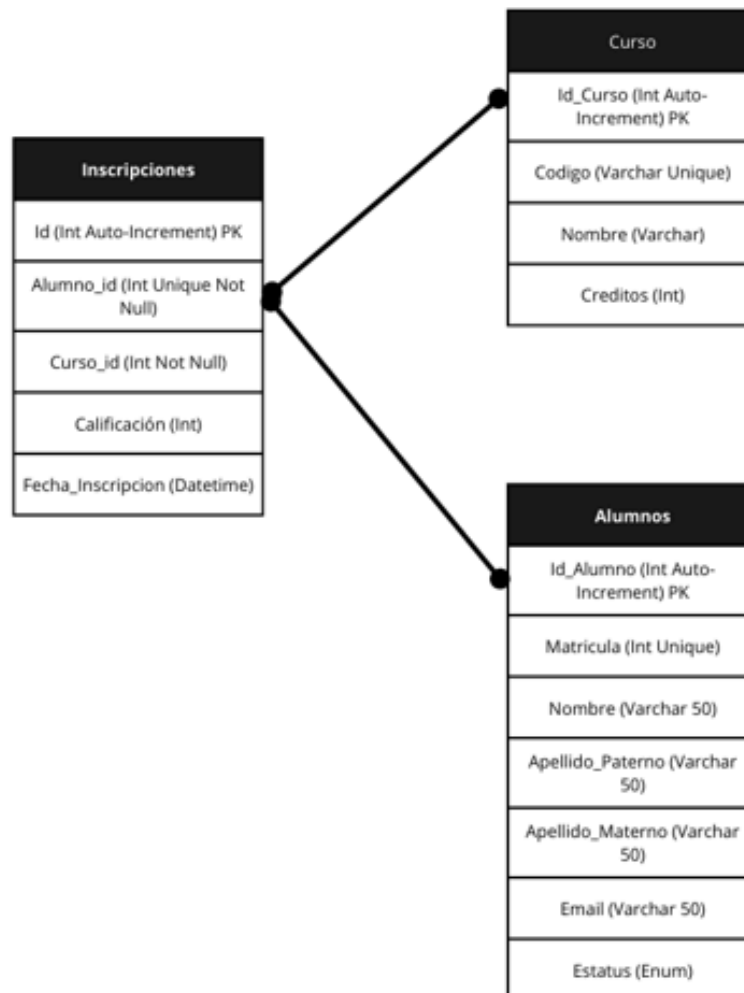 Curso
Id_Curso (Int Auto-
Increment) PK
Codigo (Varchar Unique)
Nombre (Varchar)
Creditos (Int)
Inscripciones
Id (Int Auto-Increment) PK
Alumno_id (Int Unique Not
Null)
Curso_id (Int Not Null)
Calificación (Int)
Fecha_Inscripcion (Datetime)
Alumnos
Id_Alumno (Int Auto-
Increment) PK
Matricula (Int Unique)
Nombre (Varchar 50)
Apellido_Paterno (Varchar
50)
Apellido_Materno (Varchar
50)
Email (Varchar 50)
Estatus (Enum)